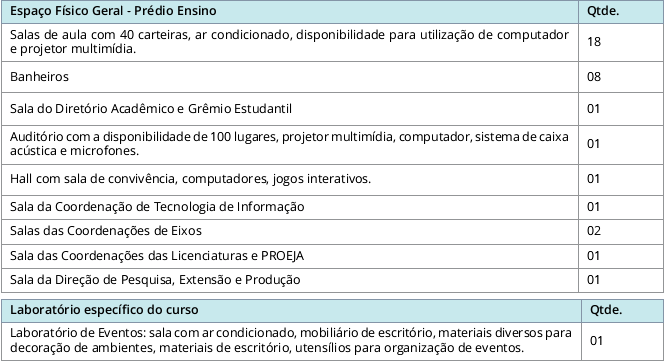 Espaço Físico Geral - Prédio Ensino Qtde.
Salas de aula com 40 carteiras, ar condicionado, disponibilidade para utilização de computador
e projetor multimídia. 18
Banheiros 08
Sala do Diretório Acadêmico e Grêmio Estudantil 01
Auditório com a disponibilidade de 100 lugares, projetor multimídia, computador, sistema de caixa
acústica e microfones. 01
Hall com sala de convivência, computadores, jogos interativos. 01
Sala da Coordenação de Tecnologia de Informação 01
Salas das Coordenações de Eixos 02
Sala das Coordenações das Licenciaturas e PROEJA 01
Sala da Direção de Pesquisa, Extensão e Produção 01
Laboratório específico do curso Qtde.
Laboratório de Eventos: sala com ar condicionado, mobiliário de escritório, materiais diversos para
decoração de ambientes, materiais de escritório, utensílios para organização de eventos. 01